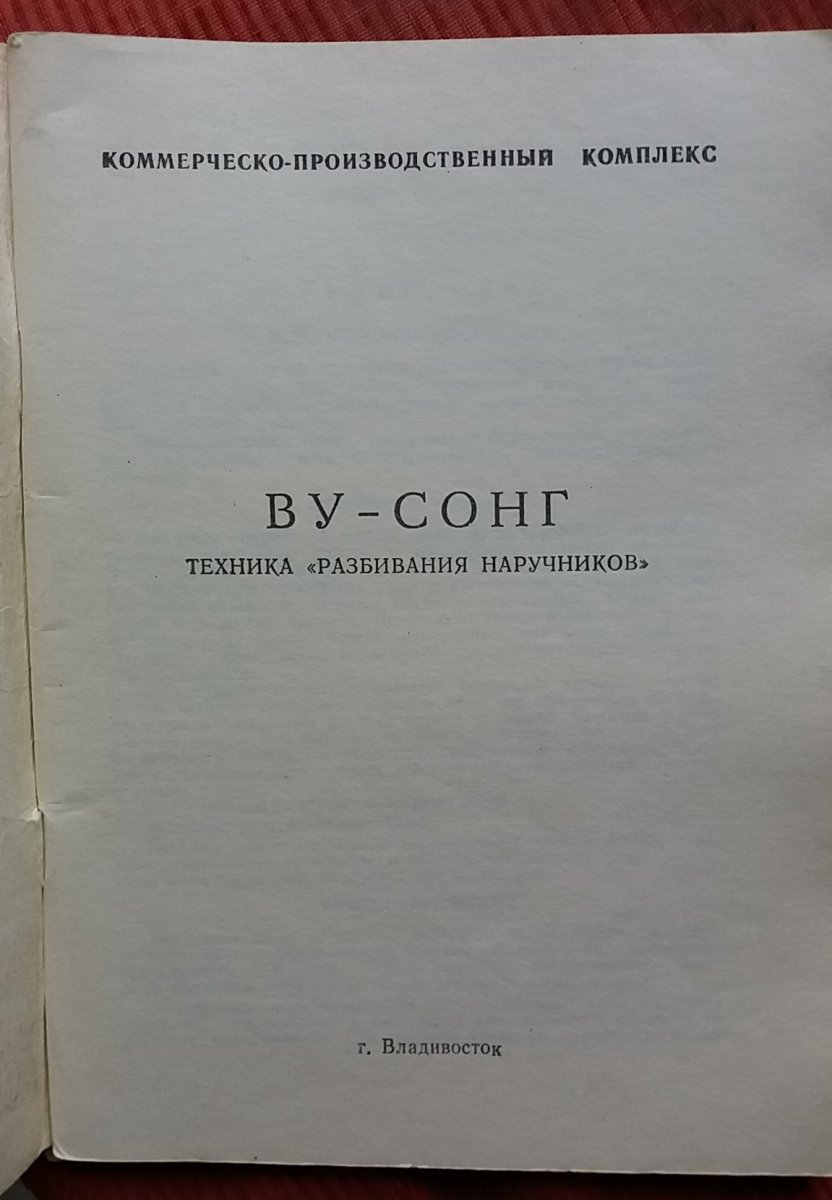 КОММЕРЧЕСКО-ПРОИЗВОДСТВЕННЫЙ КОМПЛЕКС
ВУ-СОНГ
ТЕХНИКА «РАЗБИВАНИЯ НАРУЧНИКОВ»
г. Владивосток